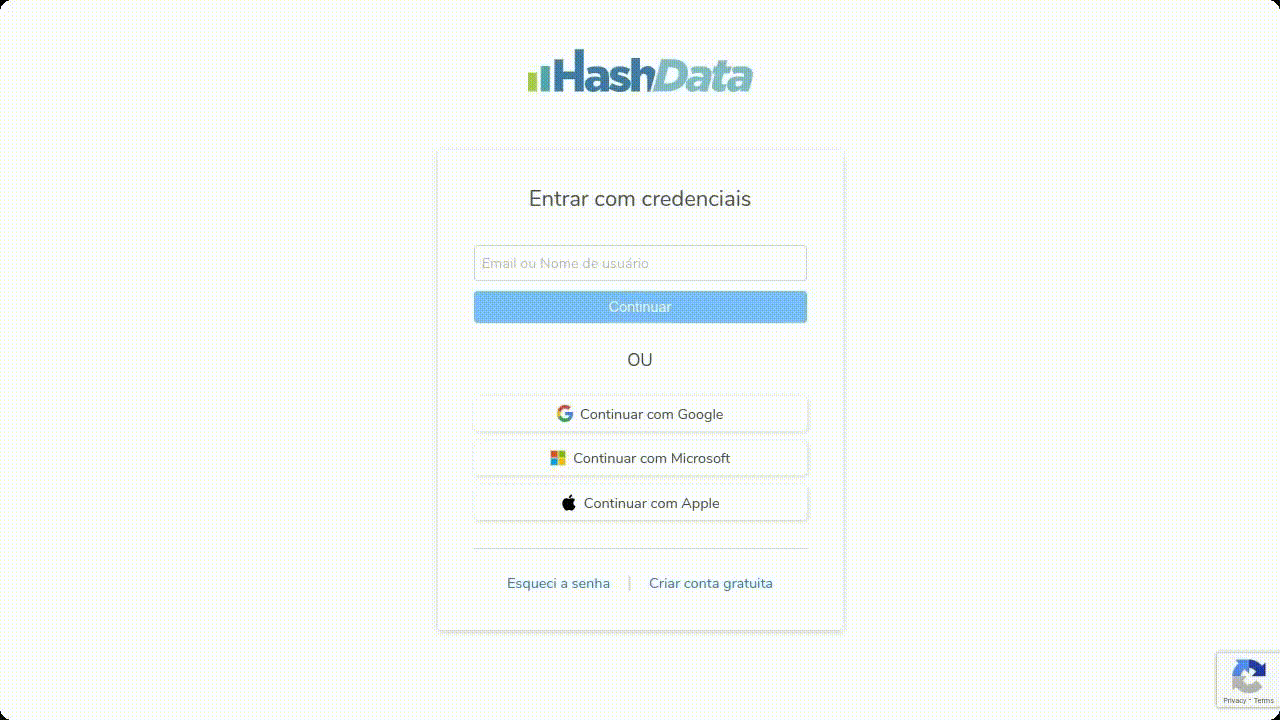 HashData
Entrar com credenciais
Email ou Nome de usuário
Continuar
OU
Continuar com Google
Continuar com Microsoft
Continuar com Apple
Esqueci a senha | Criar conta gratuita
Privacy - Terms